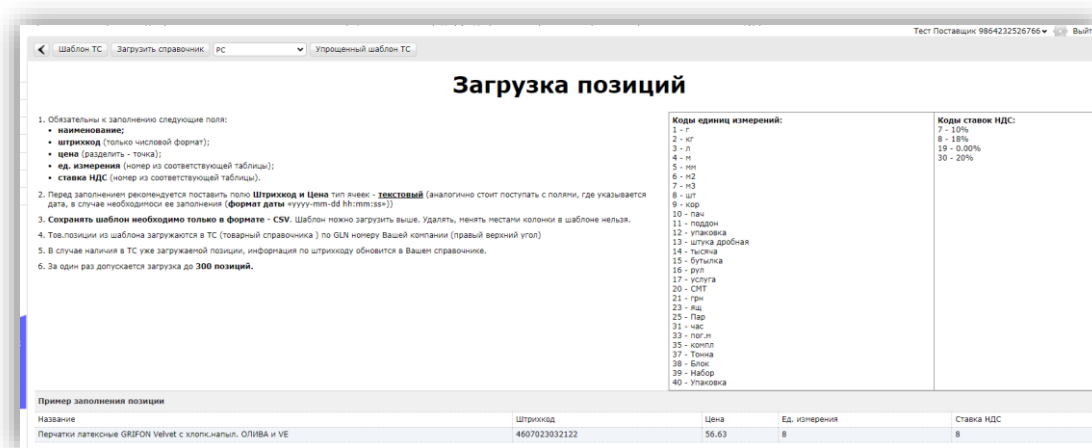 Тест Поставщик 9864232526766
Выйти
Шаблон ТС Загрузить справочник РС Упрощенный шаблон ТС
Загрузка позиций
1. Обязательны к заполнению следующие поля:
• наименование;
• штрихкод (только числовой формат);
• цена (разделить - точка);
• ед. измерения (номер из соответствующей таблицы);
• ставка НДС (номер из соответствующей таблицы).
2. Перед заполнением рекомендуется поставить полю Штрихкод и Цена тип ячеек - текстовый (аналогично стоит поступать с полями, где указывается
дата, в случае необходимоси ее заполнения (формат даты «yyyy-mm-dd hh:mm:ss»))
3. Сохранять шаблон необходимо только в формате - CSV. Шаблон можно загрузить выше. Удалять, менять местами колонки в шаблоне нельзя.
4. Тов.позиции из шаблона загружаются в ТС (товарный справочника ) по GLN номеру Вашей компании (правый верхний угол)
5. В случае наличия в ТС уже загружаемой позиции, информация по штрихкоду обновится в Вашем справочнике.
6. За один раз допускается загрузка до 300 позиций.
Коды единиц измерений:
1 - г
2 - кг
3 - л
4 - м
5 - мм
6 - м2
7 - м3
8 - шт
9 - кор
10 - пач
11 - поддон
12 - упаковка
13 - штука дробная
14 - тысяча
15 - бутылка
16 - рул
17 - услуга
20 - СМТ
21 - грн
23 - ящ
25 - Пар
31 - час
33 - пог.м
35 - компл
37 - Тонна
38 - Блок
39 - Набор
40 - Упаковка
Коды ставок НДС:
7 - 10%
8 - 18%
19 - 0.00%
30 - 20%
Пример заполнения позиции
Название Штрихкод Цена Ед. измерения Ставка НДС
Перчатки латексные GRIFON Velvet с хлопк.напыл. ОЛИВА и VE 4607023032122 56.63 8 8